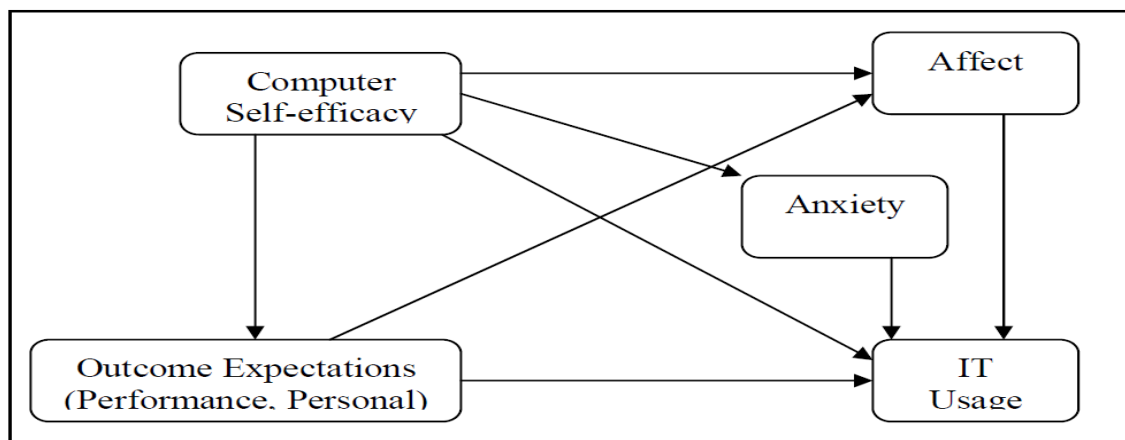 Computer
Self-efficacy
Affect
Anxiety
Outcome Expectations
(Performance, Personal)
IT
Usage